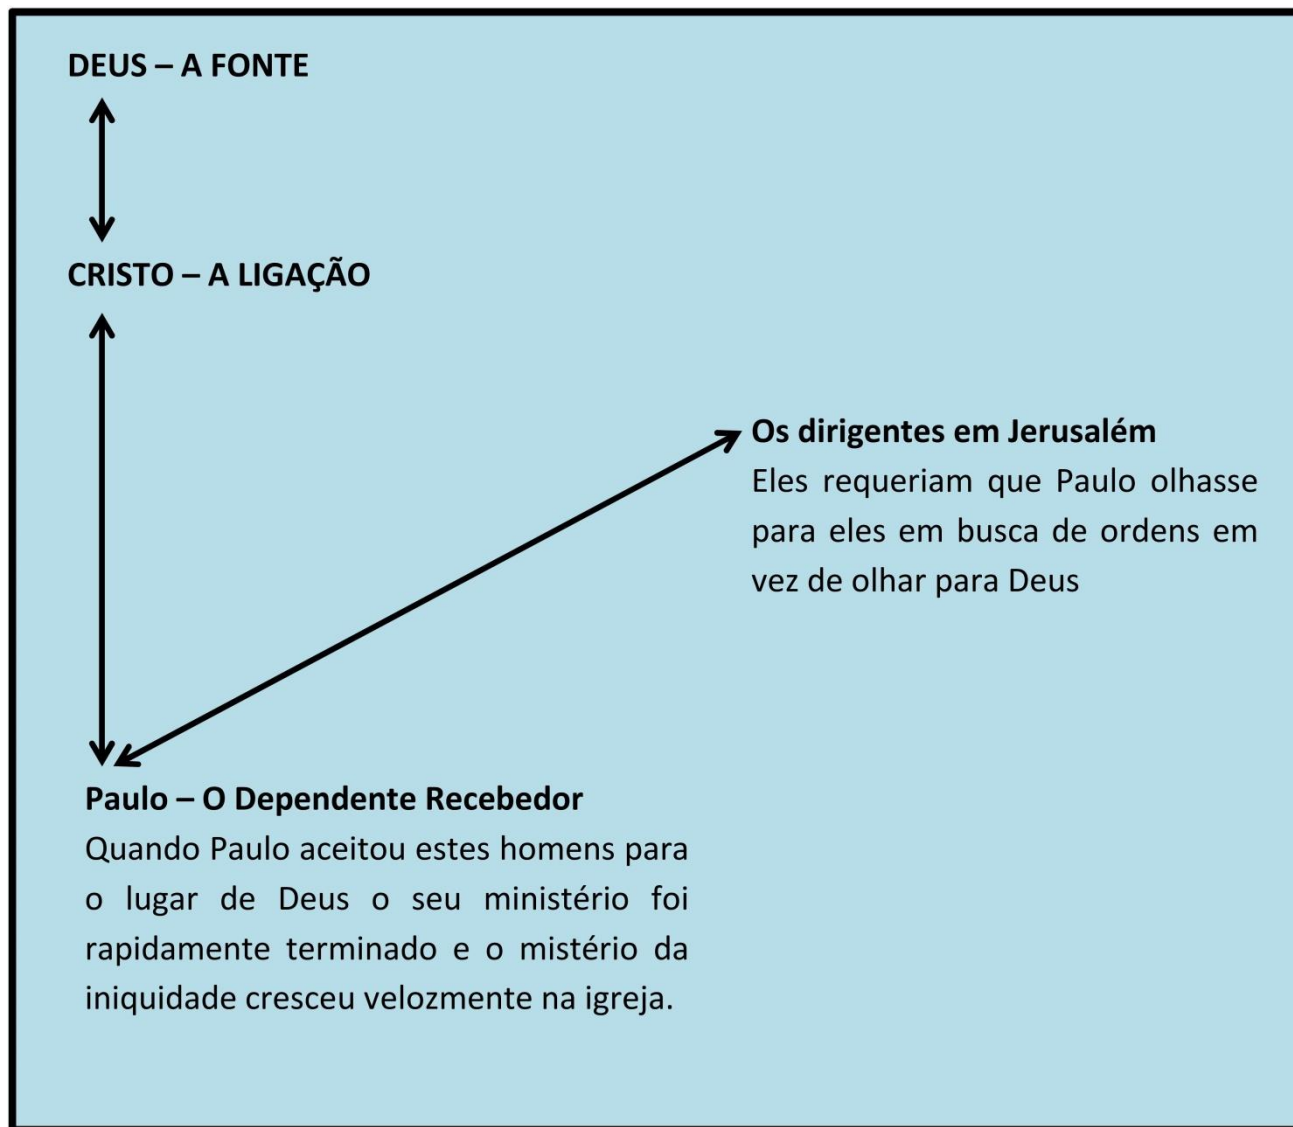 DEUS – A FONTE
CRISTO – A LIGAÇÃO
Os dirigentes em Jerusalém
Eles requeriam que Paulo olhasse
para eles em busca de ordens em
vez de olhar para Deus
Paulo – O Dependente Recebedor
Quando Paulo aceitou estes homens para
o lugar de Deus o seu ministério foi
rapidamente terminado e o mistério da
iniquidade cresceu velozmente na igreja.